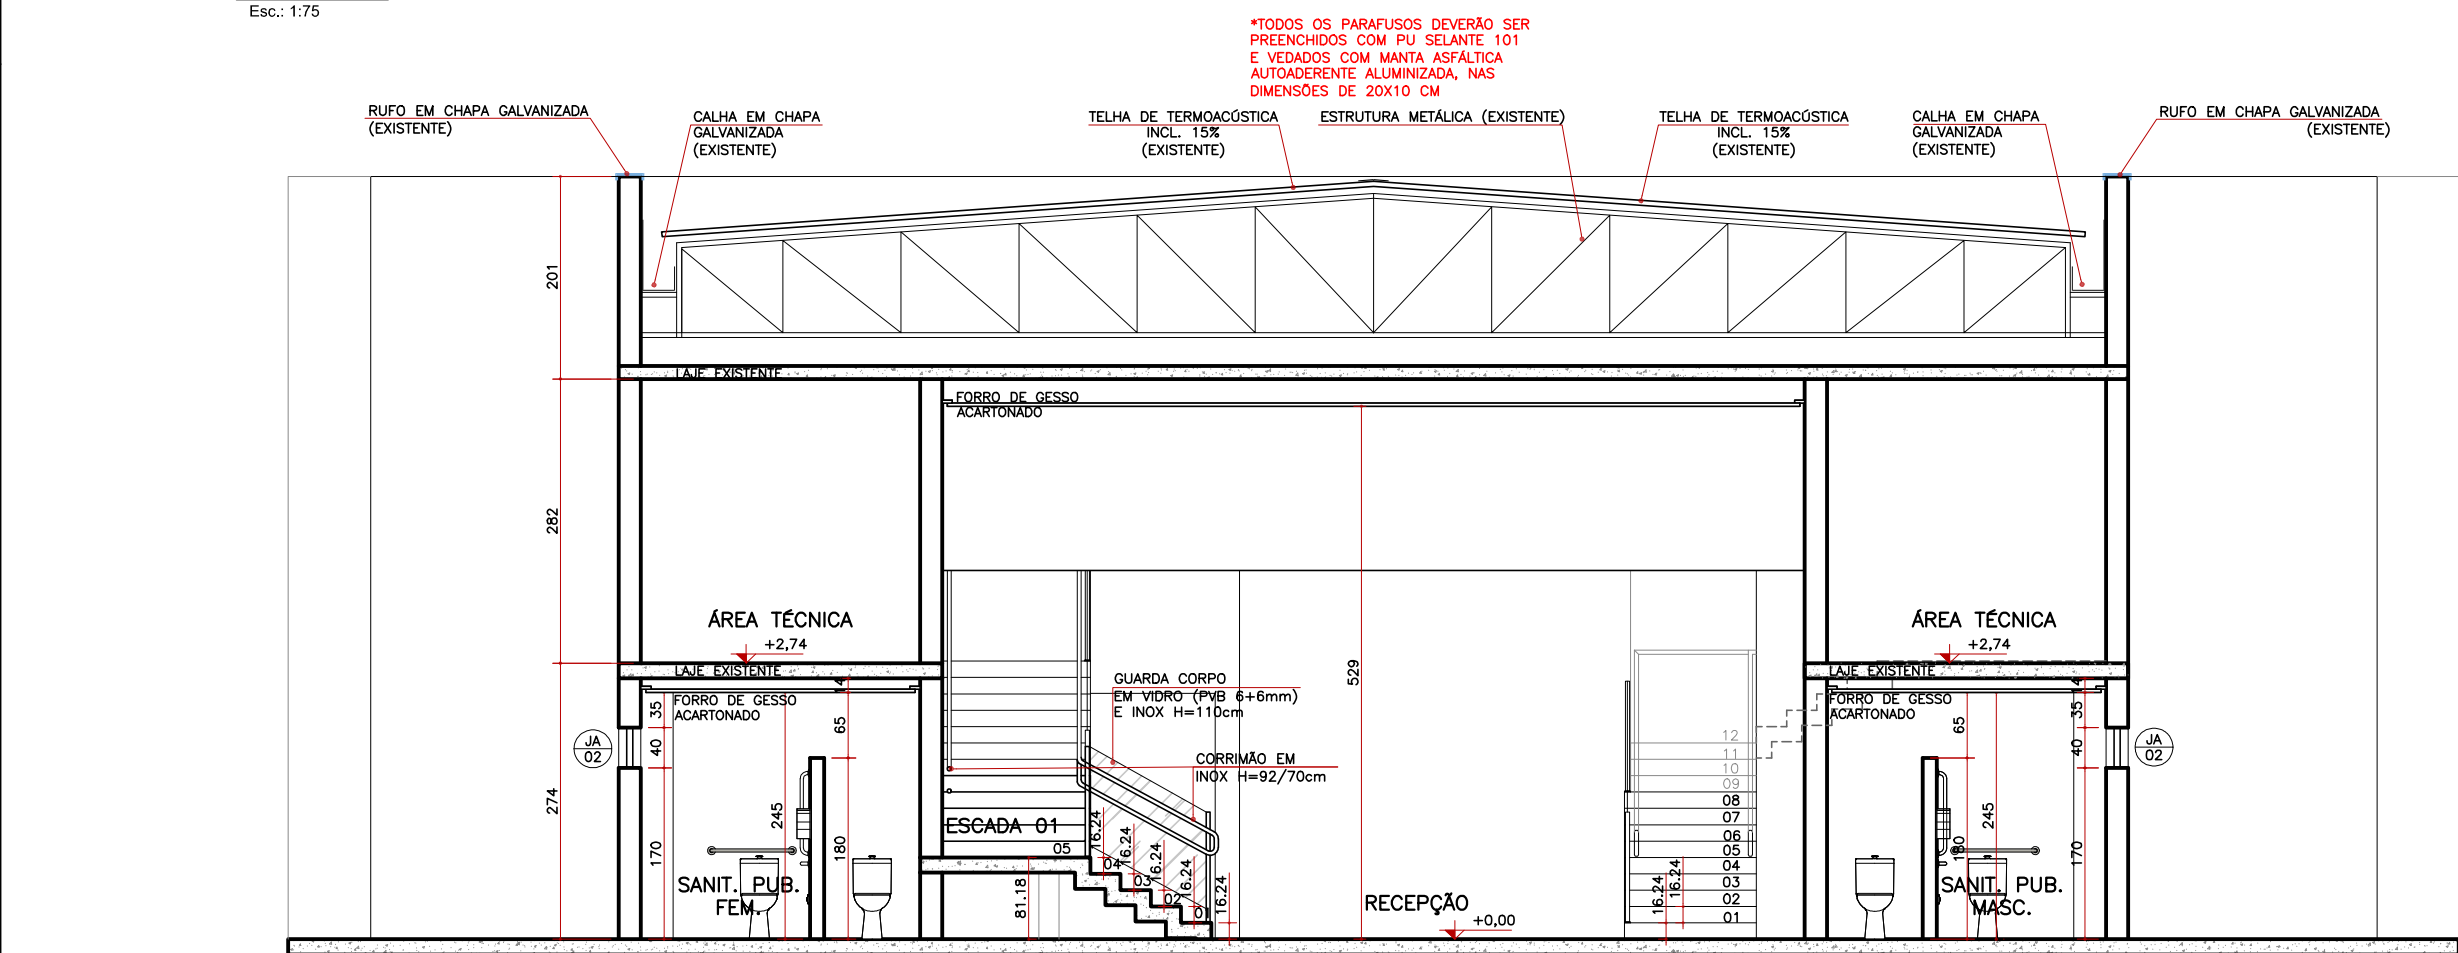 Esc.: 1:75
*TODOS OS PARAFUSOS DEVERÃO SER
PREENCHIDOS COM PU SELANTE 101
E VEDADOS COM MANTA ASFÁLTICA
AUTOADERENTE ALUMINIZADA, NAS
DIMENSÕES DE 20X10 CM
RUFO EM CHAPA GALVANIZADA
(EXISTENTE)
CALHA EM CHAPA
GALVANIZADA
(EXISTENTE)
TELHA DE TERMOACÚSTICA
INCL. 15%
(EXISTENTE)
ESTRUTURA METÁLICA (EXISTENTE)
TELHA DE TERMOACÚSTICA
INCL. 15%
(EXISTENTE)
CALHA EM CHAPA
GALVANIZADA
(EXISTENTE)
RUFO EM CHAPA GALVANIZADA
(EXISTENTE)
201
LAJE EXISTENTE
FORRO DE GESSO
ACARTONADO
282
529
ÁREA TÉCNICA
+2,74
LAJE EXISTENTE
ÁREA TÉCNICA
+2,74
LAJE EXISTENTE
FORRO DE GESSO
ACARTONADO
14
35
65
40
JA
02
274
245
180
170
SANIT. PUB.
FEM.
GUARDA CORPO
EM VIDRO (PVB 6+6mm)
E INOX H=110cm
CORRIMÃO EM
INOX H=92/70cm
ESCADA 01
05
04
03
02
01
16.24
16.24
16.24
16.24
16.24
81.18
RECEPÇÃO
+0,00
12
11
10
09
08
07
06
05
04
03
02
01
16.24
16.24
FORRO DE GESSO
ACARTONADO
14
35
65
40
JA
02
245
180
170
SANIT. PUB.
MASC.